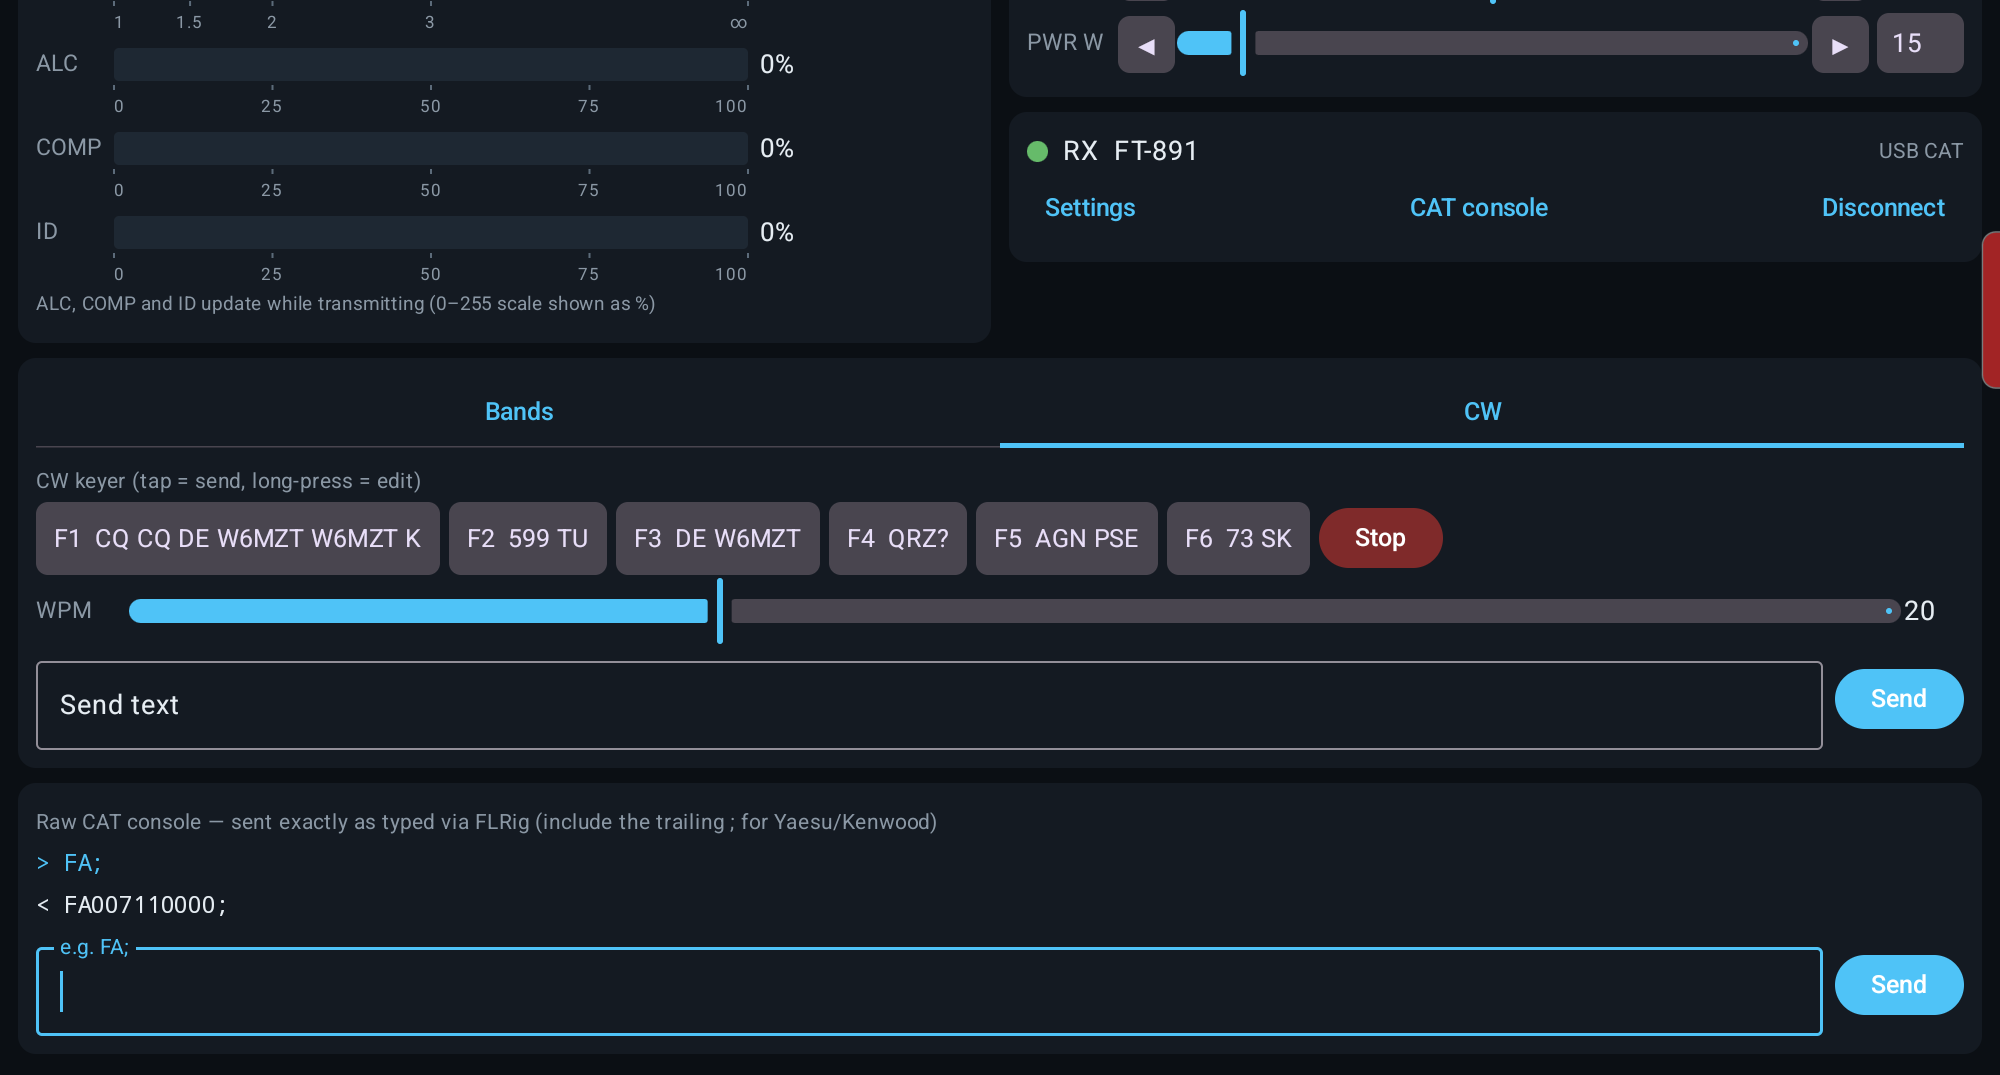 1 1.5 2 3 ∞
ALC 0%
0 25 50 75 100
COMP 0%
0 25 50 75 100
ID 0%
0 25 50 75 100
ALC, COMP and ID update while transmitting (0–255 scale shown as %)
PWR W ◀ ▶ 15
RX FT-891 USB CAT
Settings CAT console Disconnect
Bands CW
CW keyer (tap = send, long-press = edit)
F1 CQ CQ DE W6MZT W6MZT K F2 599 TU F3 DE W6MZT F4 QRZ? F5 AGN PSE F6 73 SK Stop
WPM 20
Send text Send
Raw CAT console — sent exactly as typed via FLRig (include the trailing ; for Yaesu/Kenwood)
> FA;
< FA007110000;
e.g. FA;
Send